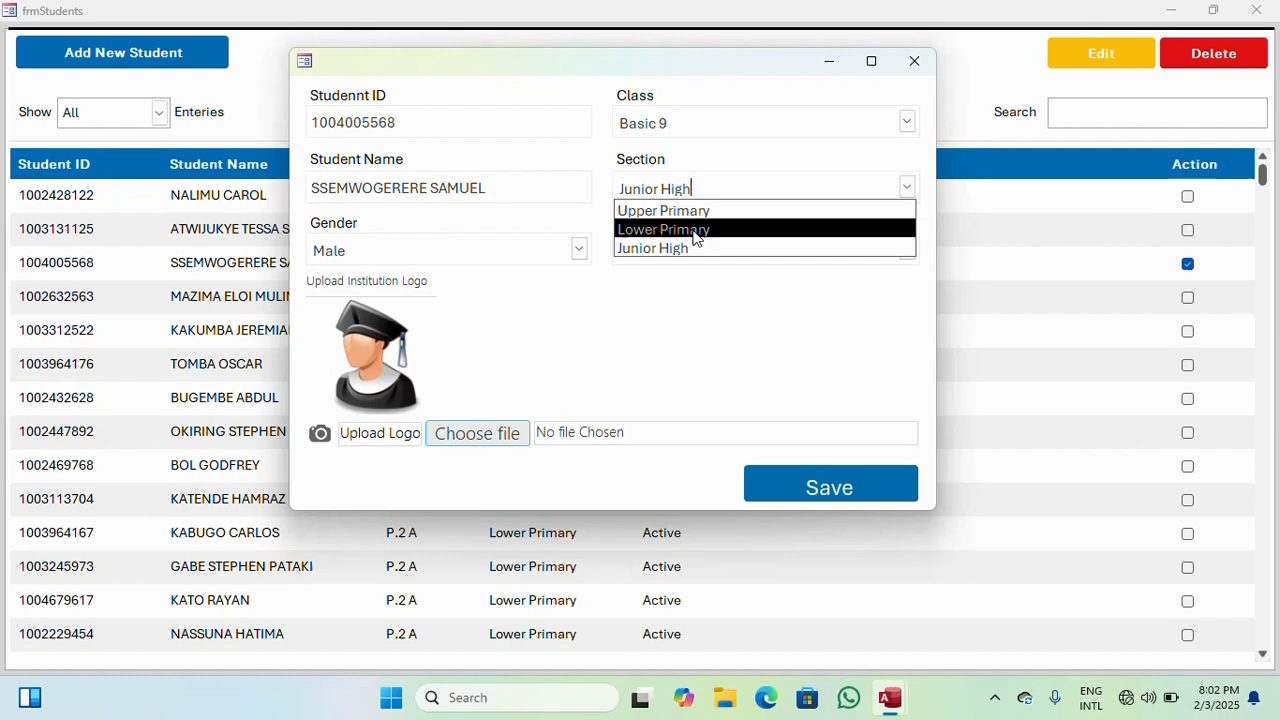 frmStudents
Add New Student
Edit
Delete
Show
All
Enteries
Search
Student ID
Student Name
Action
1002428122
NALIMU CAROL
1003131125
ATWIJUKYE TESSA S
1004005568
SSEMWOGERERE SA
1002632563
MAZIMA ELOI MULIN
1003312522
KAKUMBA JEREMIA
1003964176
TOMBA OSCAR
1002432628
BUGEMBE ABDUL
1002447892
OKIRING STEPHEN
1002469768
BOL GODFREY
1003113704
KATENDE HAMRAZ
1003964167
KABUGO CARLOS
P.2 A
Lower Primary
Active
1003245973
GABE STEPHEN PATAKI
P.2 A
Lower Primary
Active
1004679617
KATO RAYAN
P.2 A
Lower Primary
Active
1002229454
NASSUNA HATIMA
P.2 A
Lower Primary
Active
Studennt ID
1004005568
Class
Basic 9
Student Name
SSEMWOGERERE SAMUEL
Section
Junior High
Upper Primary
Lower Primary
Junior High
Gender
Male
Upload Institution Logo
Upload Logo
Choose file
No file Chosen
Save
Search
ENG
INTL
8:02 PM
2/3/2025